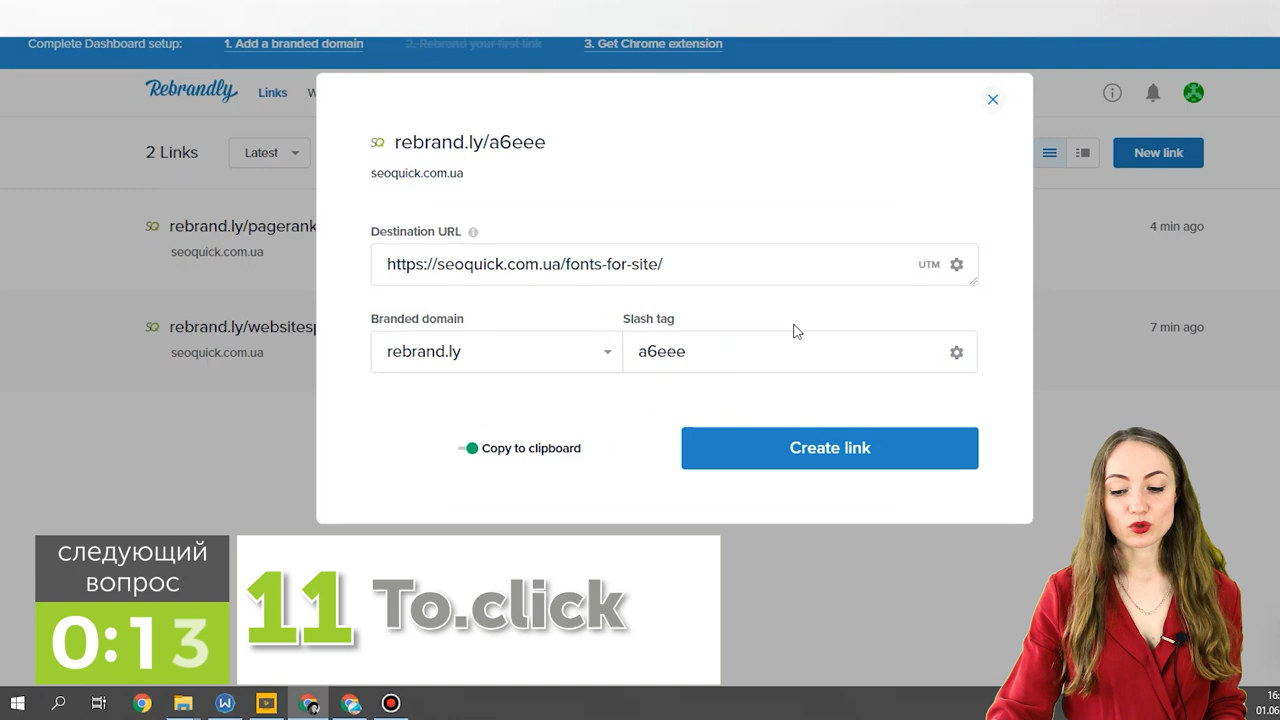 Complete Dashboard setup: 1. Add a branded domain 2. Rebrand your first link 3. Get Chrome extension
Rebrandly Links W
rebrand.ly/a6eee
seoquick.com.ua
2 Links Latest New link
Destination URL
https://seoquick.com.ua/fonts-for-site/ UTM
rebrand.ly/pagerank 4 min ago
seoquick.com.ua
Branded domain Slash tag
rebrand.ly a6eee
rebrand.ly/websitesp 7 min ago
seoquick.com.ua
Copy to clipboard Create link
следующий
вопрос
0:13
11 To.click
16:
01.06